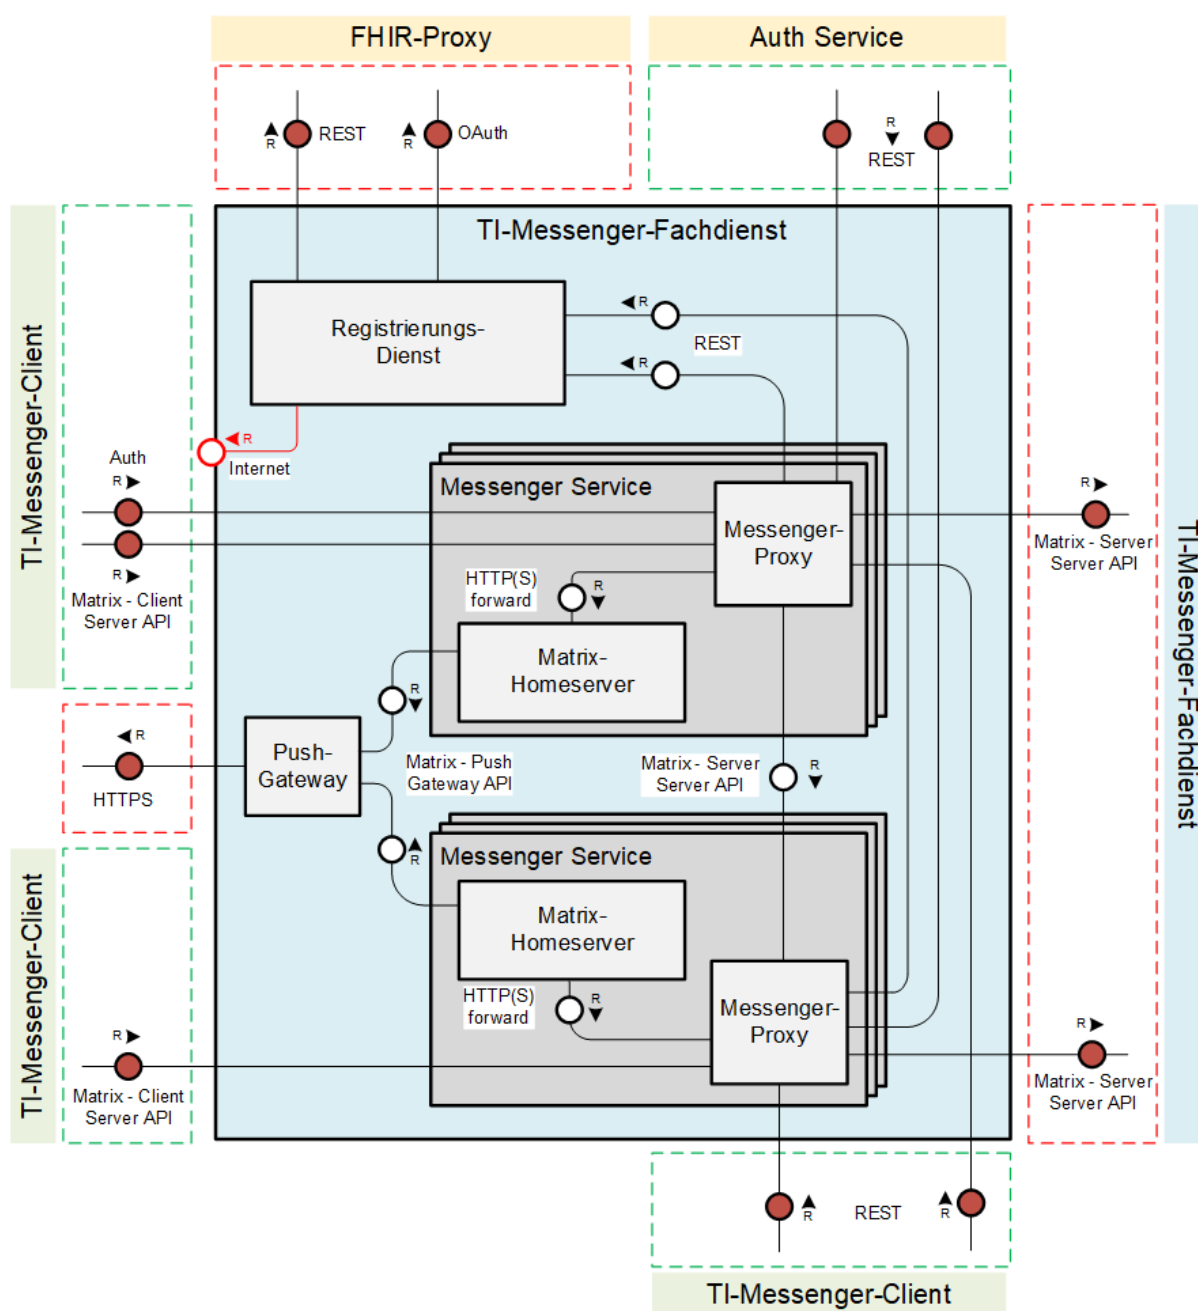 FHIR-Proxy
Auth Service
R
REST
R
OAuth
R
REST
TI-Messenger-Fachdienst
Registrierungs-
Dienst
R
REST
R
R
Internet
TI-Messenger-Client
Auth
R
R
Matrix - Client
Server API
Messenger Service
Messenger-
Proxy
HTTP(S)
forward
R
Matrix-
Homeserver
R
Matrix - Server
Server API
TI-Messenger-Fachdienst
R
R
HTTPS
Push-
Gateway
Matrix - Push
Gateway API
Matrix - Server
Server API
R
R
Messenger Service
Matrix-
Homeserver
HTTP(S)
forward
R
Messenger-
Proxy
TI-Messenger-Client
R
Matrix - Client
Server API
R
Matrix - Server
Server API
R
REST
R
TI-Messenger-Client